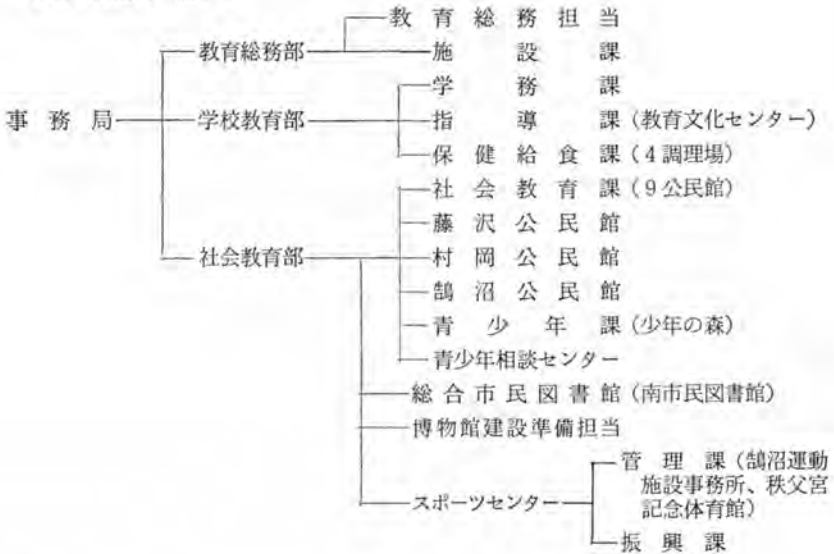 教育総務担当
教育総務部
施設課
学務課
事務局
学校教育部
指導課(教育文化センター)
保健給食課(4調理場)
社会教育課(9公民館)
藤沢公民館
社会教育部
村岡公民館
鵠沼公民館
青少年課(少年の森)
青少年相談センター
総合市民図書館(南市民図書館)
博物館建設準備担当
管理課(鵠沼運動
施設事務所、秩父宮
記念体育館)
スポーツセンター
振興課